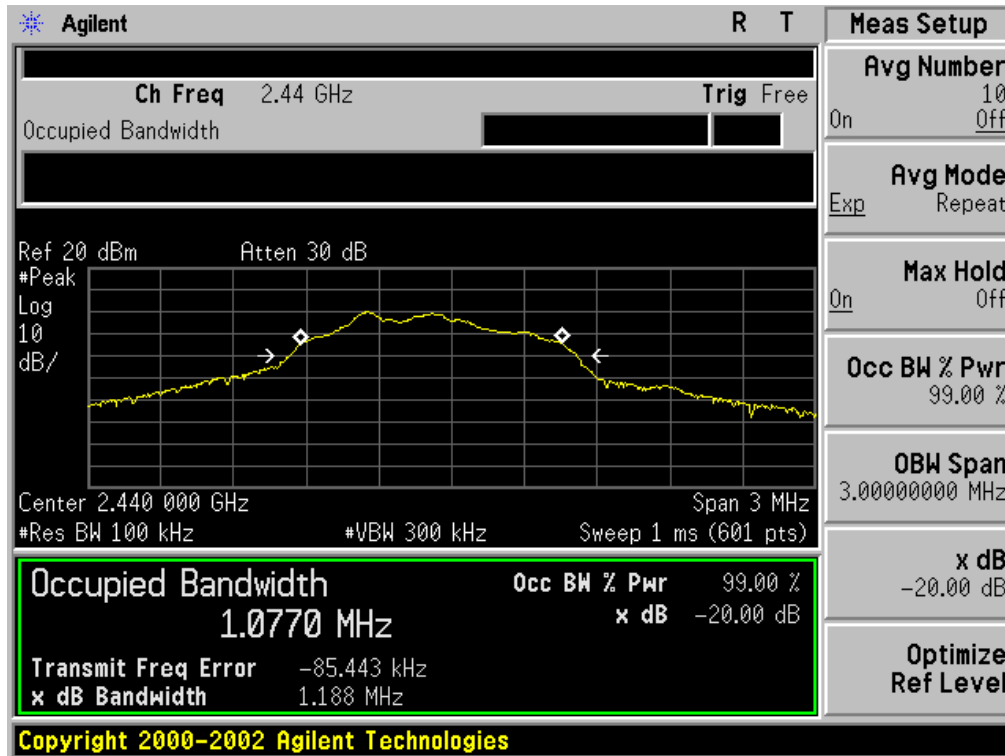 Agilent R T
Ch Freq 2.44 GHz Trig Free
Occupied Bandwidth
Ref 20 dBm Atten 30 dB
#Peak
Log
10
dB/
Center 2.440 000 GHz Span 3 MHz
#Res BW 100 kHz #VBW 300 kHz Sweep 1 ms (601 pts)
Occupied Bandwidth Occ BW % Pwr 99.00 %
1.0770 MHz x dB -20.00 dB
Transmit Freq Error -85.443 kHz
x dB Bandwidth 1.188 MHz
Copyright 2000-2002 Agilent Technologies
Meas Setup
Avg Number
10
On Off
Avg Mode
Exp Repeat
Max Hold
On Off
Occ BW % Pwr
99.00 %
OBW Span
3.00000000 MHz
x dB
-20.00 dB
Optimize
Ref Level